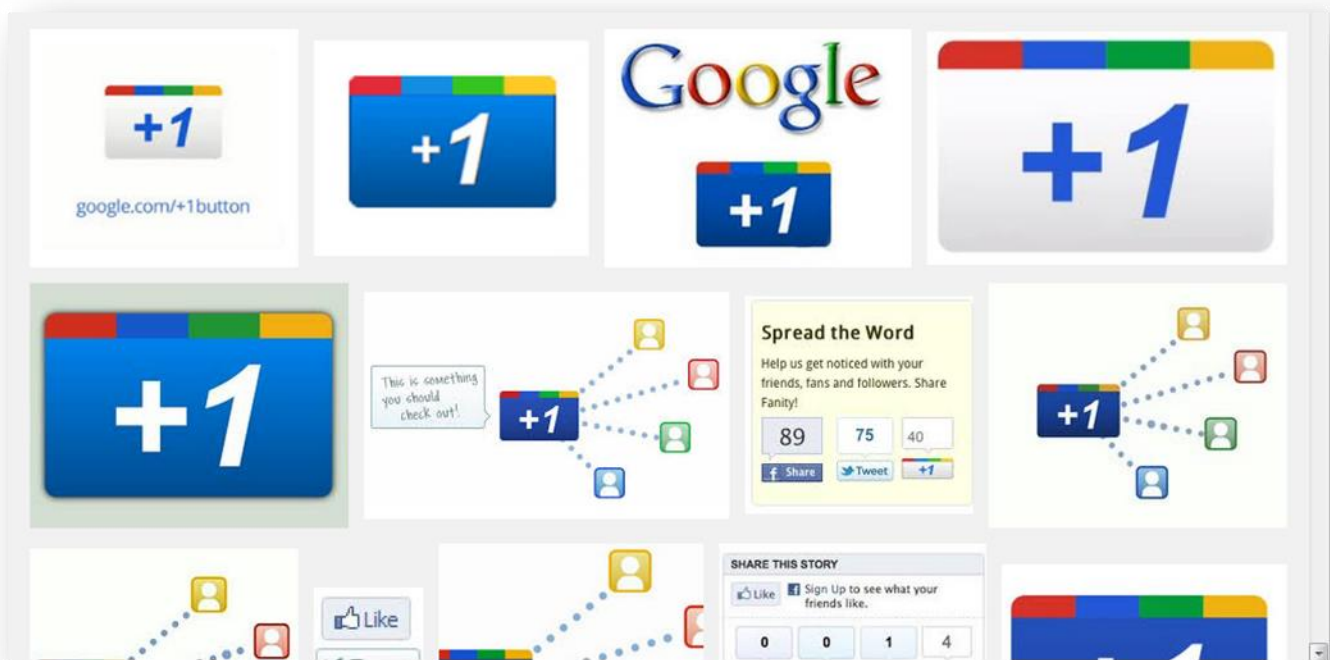 +1
google.com/+1button
+1
Google
+1
+1
+1
This is something
you should
check out!
+1
Spread the Word
Help us get noticed with your
friends, fans and followers. Share
Fanity!
89 75 40
f Share Tweet +1
+1
Like
SHARE THIS STORY
Like f Sign Up to see what your
friends like.
0 0 1 4